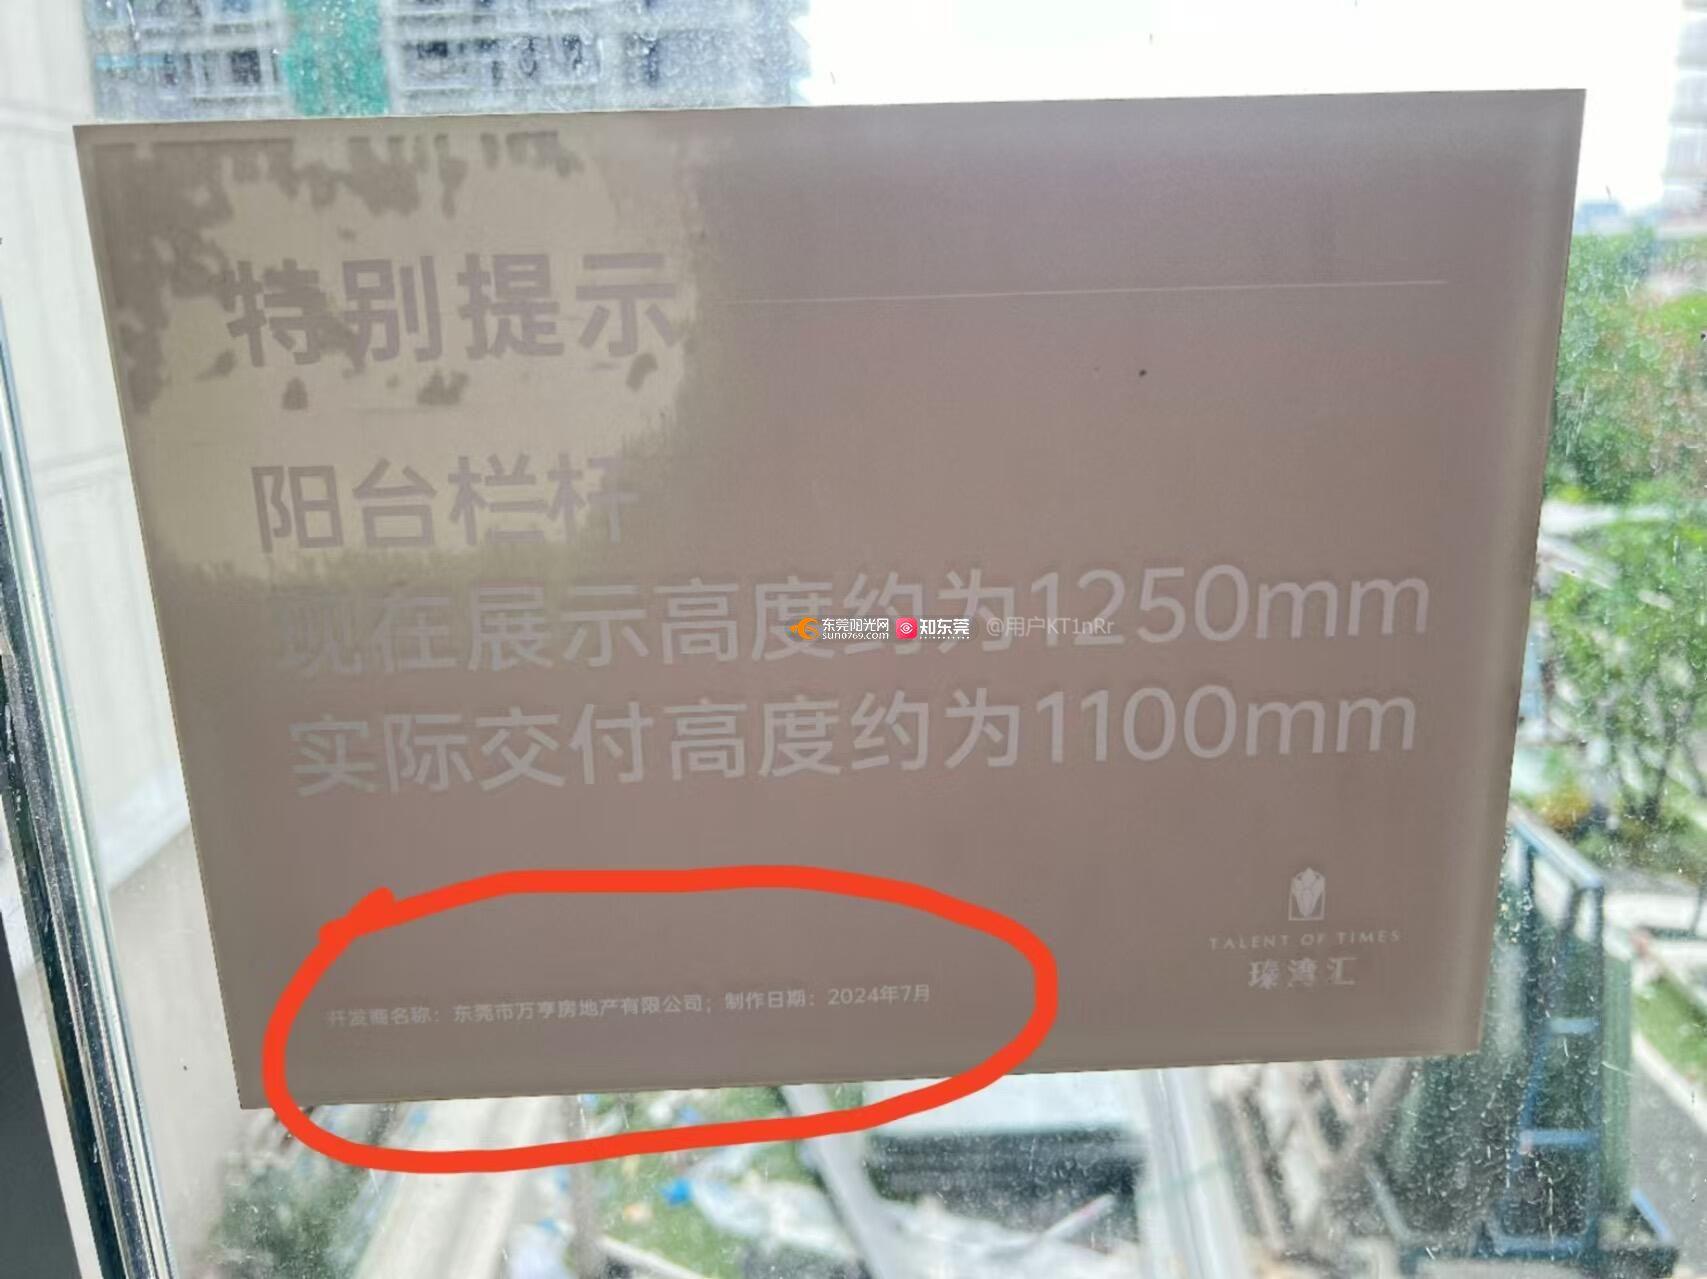 特别提示
阳台栏杆
现在展示高度约为1250mm
东莞阳光网
sun0769.com
知东莞
@用户KT1nRr
实际交付高度约为1100mm
TALENT OF TIMES
瑧湾汇
开发商名称：东莞市万亨房地产有限公司；制作日期：2024年7月